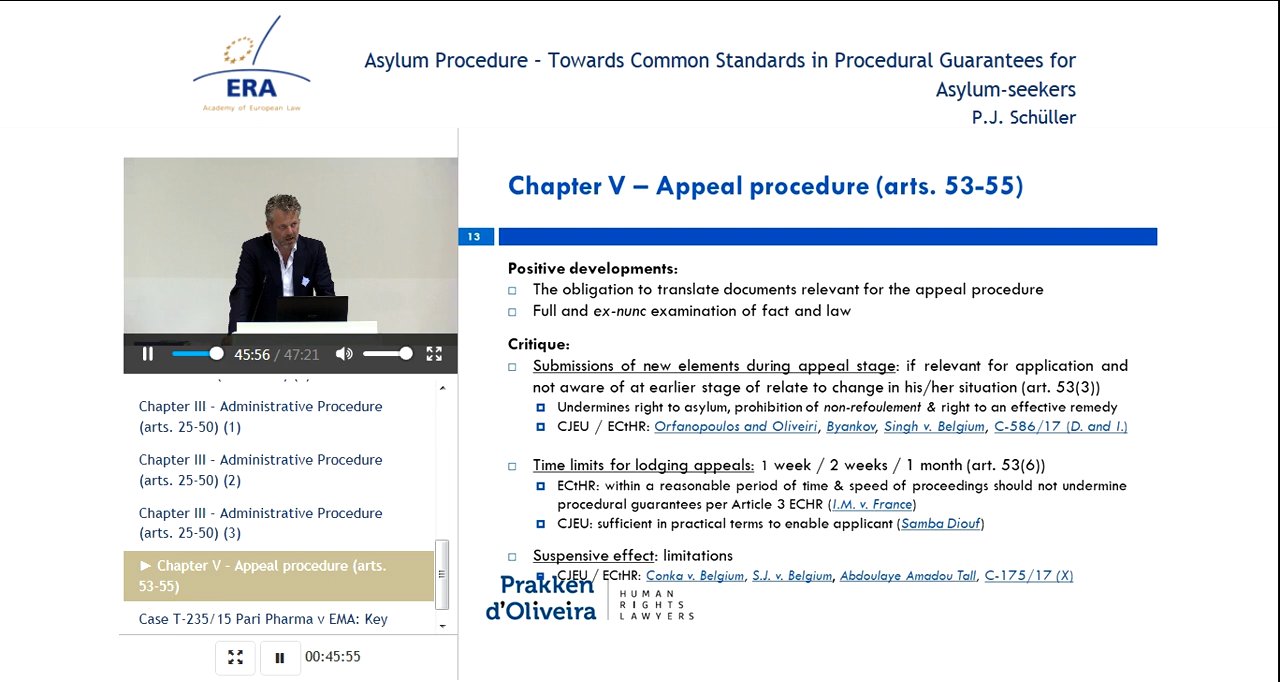 ERA
Academy of European Law
Asylum Procedure - Towards Common Standards in Procedural Guarantees for
Asylum-seekers
P.J. Schüller
45:56 / 47:21
Chapter III - Administrative Procedure
(arts. 25-50) (1)
Chapter III - Administrative Procedure
(arts. 25-50) (2)
Chapter III - Administrative Procedure
(arts. 25-50) (3)
► Chapter V - Appeal procedure (arts.
53-55)
Case T-235/15 Pari Pharma v EMA: Key
00:45:55
Chapter V – Appeal procedure (arts. 53-55)
13
Positive developments:
The obligation to translate documents relevant for the appeal procedure
Full and ex-nunc examination of fact and law
Critique:
Submissions of new elements during appeal stage: if relevant for application and
not aware of at earlier stage of relate to change in his/her situation (art. 53(3))
Undermines right to asylum, prohibition of non-refoulement & right to an effective remedy
CJEU / ECtHR: Orfanopoulos and Oliveiri, Byankov, Singh v. Belgium, C-586/17 (D. and I.)
Time limits for lodging appeals: 1 week / 2 weeks / 1 month (art. 53(6))
ECtHR: within a reasonable period of time & speed of proceedings should not undermine
procedural guarantees per Article 3 ECHR (I.M. v. France)
CJEU: sufficient in practical terms to enable applicant (Samba Diouf)
Suspensive effect: limitations
CJEU / ECtHR: Conka v. Belgium, S.J. v. Belgium, Abdoulaye Amadou Tall, C-175/17 (X)
Prakken
d'Oliveira
HUMAN
RIGHTS
LAWYERS